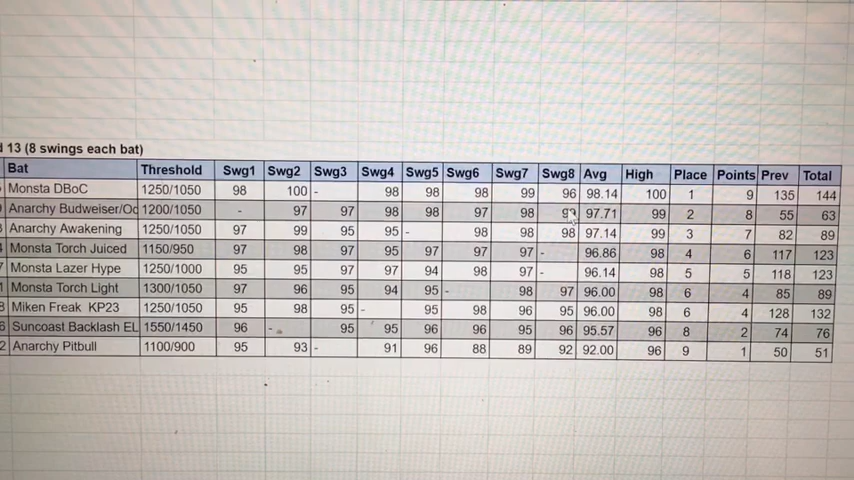 d 13 (8 swings each bat)
Bat Threshold Swg1 Swg2 Swg3 Swg4 Swg5 Swg6 Swg7 Swg8 Avg High Place Points Prev Total
Monsta DBoC 1250/1050 98 100 - 98 98 98 99 96 98.14 100 1 9 135 144
Anarchy Budweiser/Oc 1200/1050 - 97 97 98 98 97 98 99 97.71 99 2 8 55 63
3 Anarchy Awakening 1250/1050 97 99 95 95 - 98 98 98 97.14 99 3 7 82 89
4 Monsta Torch Juiced 1150/950 97 98 97 95 97 97 97 - 96.86 98 4 6 117 123
7 Monsta Lazer Hype 1250/1000 95 95 97 97 94 98 97 - 96.14 98 5 5 118 123
1 Monsta Torch Light 1300/1050 97 96 95 94 95 - 98 97 96.00 98 6 4 85 89
8 Miken Freak KP23 1250/1050 95 98 95 - 95 98 96 95 96.00 98 6 4 128 132
6 Suncoast Backlash EL 1550/1450 96 - 95 95 96 96 95 96 95.57 96 8 2 74 76
2 Anarchy Pitbull 1100/900 95 93 - 91 96 88 89 92 92.00 96 9 1 50 51